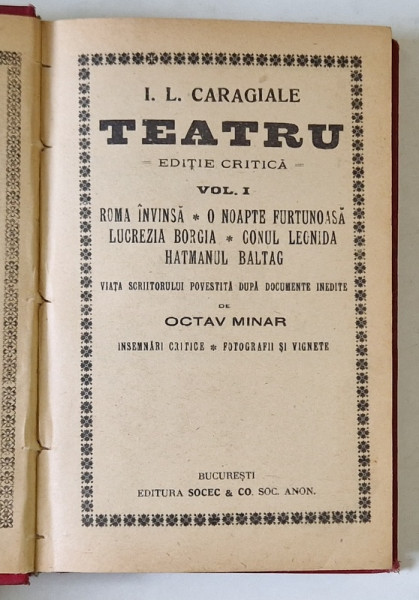 I. L. CARAGIALE
TEATRU
= EDIȚIE CRITICĂ =
VOL. I
ROMA ÎNVINSĂ * O NOAPTE FURTUNOASĂ
LUCREZIA BORGIA * CONUL LEONIDA
HATMANUL BALTAG
VIAȚA SCRIITORULUI POVESTITĂ DUPĂ DOCUMENTE INEDITE
DE
OCTAV MINAR
INSEMNĂRI CRITICE * FOTOGRAFII ȘI VIGNETE
BUCUREȘTI
EDITURA SOCEC & CO. SOC. ANON.